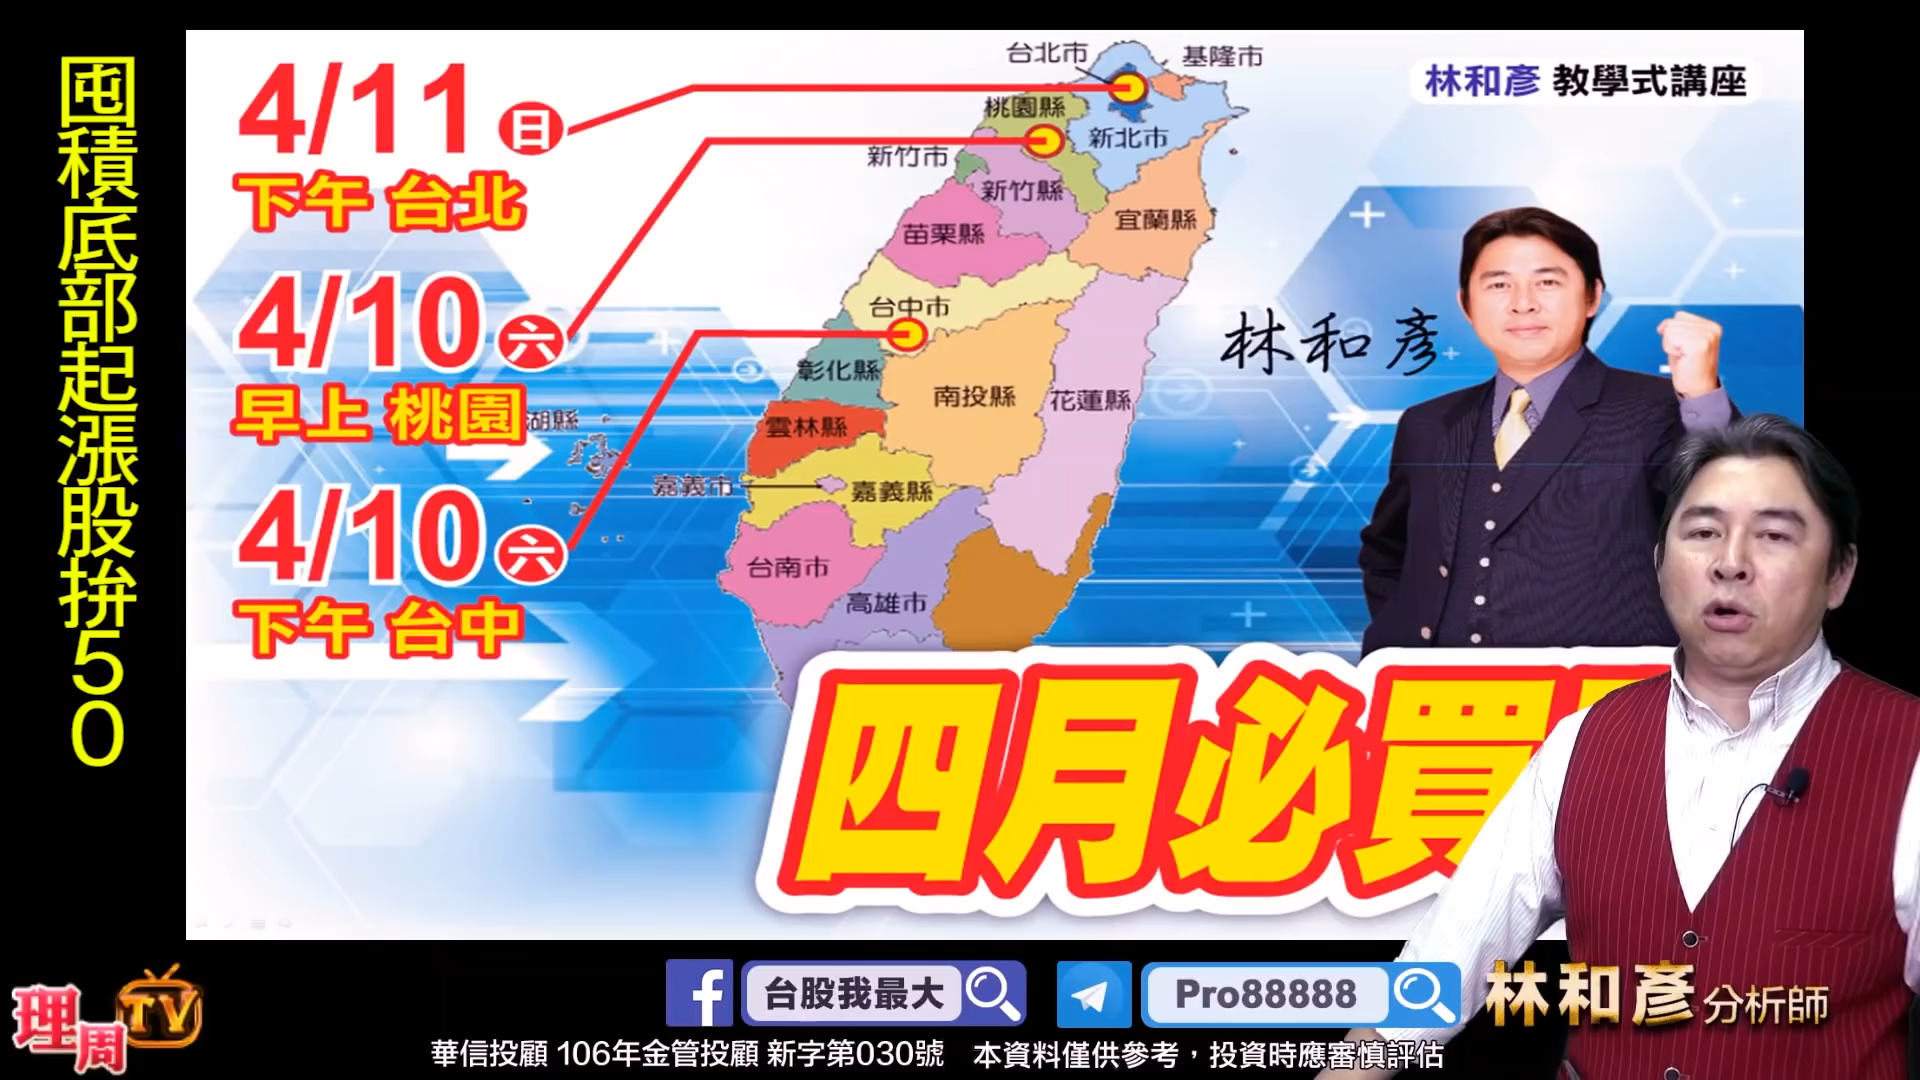 囤積底部起漲股拚50
4/11 日
下午 台北
4/10 六
早上 桃園
4/10 六
下午 台中
林和彥 教學式講座
台北市
基隆市
桃園縣
新北市
新竹市
新竹縣
宜蘭縣
苗栗縣
台中市
彰化縣
南投縣
花蓮縣
湖縣
雲林縣
嘉義市
嘉義縣
台南市
高雄市
林和彥
四月必買
理周TV
台股我最大
Pro88888
林和彥分析師
華信投顧 106年金管投顧 新字第030號 本資料僅供參考,投資時應審慎評估